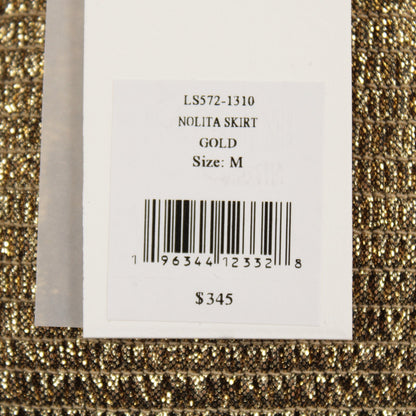 LS572-1310
NOLITA SKIRT
GOLD
Size: M
1 96344 12332 8
$345